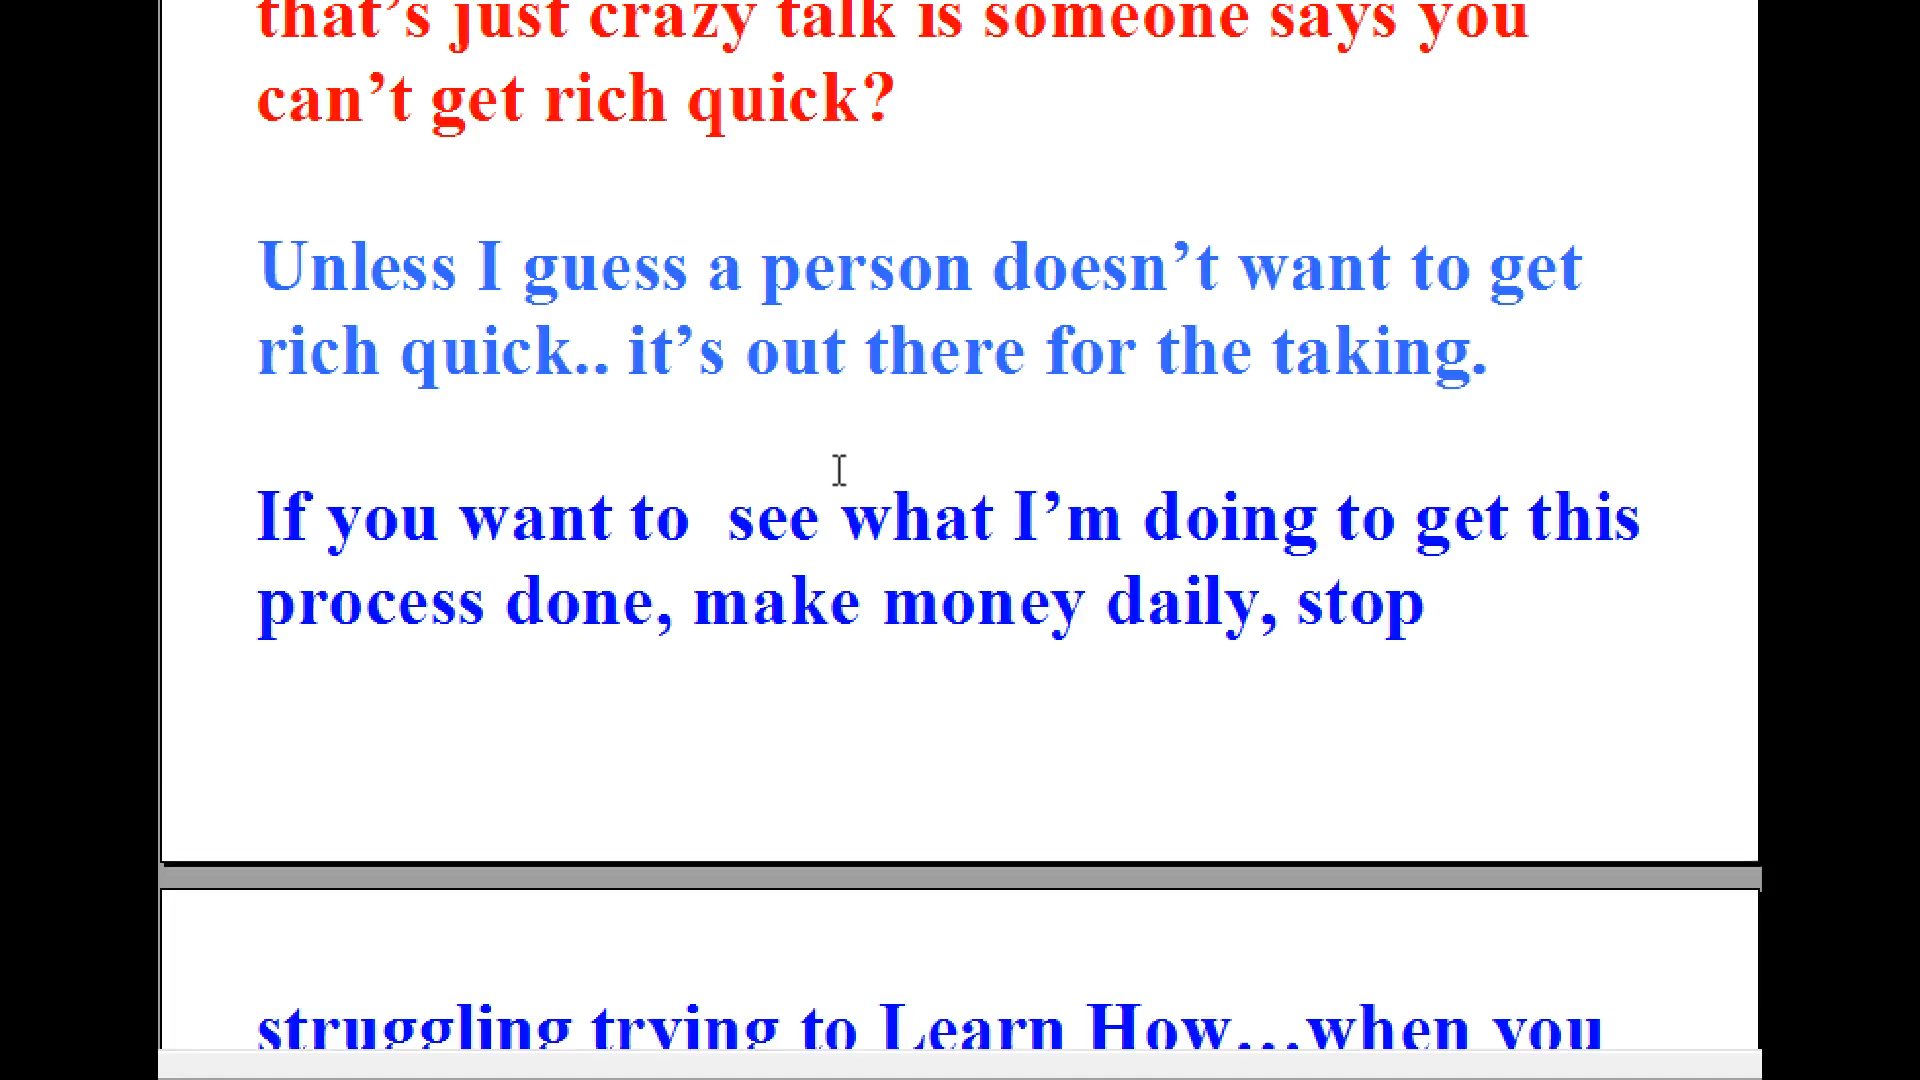 that’s just crazy talk is someone says you
can’t get rich quick?
Unless I guess a person doesn’t want to get
rich quick.. it’s out there for the taking.
If you want to  see what I’m doing to get this
process done, make money daily, stop
struggling trying to Learn How…when you